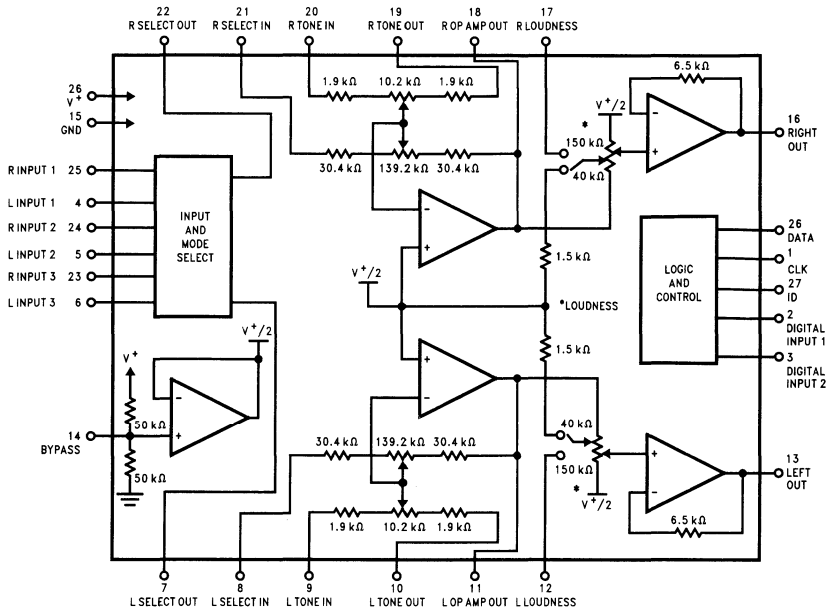 22 21 20 19 18 17
R SELECT OUT R SELECT IN R TONE IN R TONE OUT R OP AMP OUT R LOUDNESS
6.5 kΩ
1.9 kΩ 10.2 kΩ 1.9 kΩ
26
V+
15
GND
V+/2
*
150 kΩ
40 kΩ
16
RIGHT
OUT
30.4 kΩ 139.2 kΩ 30.4 kΩ
R INPUT 1 25
L INPUT 1 4
R INPUT 2 24
L INPUT 2 5
R INPUT 3 23
L INPUT 3 6
INPUT
AND
MODE
SELECT
−
+
−
+
1.5 kΩ
V+/2
*LOUDNESS
1.5 kΩ
LOGIC
AND
CONTROL
26
DATA
1
CLK
27
ID
2
DIGITAL
INPUT 1
3
DIGITAL
INPUT 2
V+/2
V+
50 kΩ
50 kΩ
14
BYPASS
−
+
+
−
30.4 kΩ 139.2 kΩ 30.4 kΩ
40 kΩ
150 kΩ
*
V+/2
+
−
13
LEFT
OUT
6.5 kΩ
1.9 kΩ 10.2 kΩ 1.9 kΩ
7 8 9 10 11 12
L SELECT OUT L SELECT IN L TONE IN L TONE OUT L OP AMP OUT L LOUDNESS